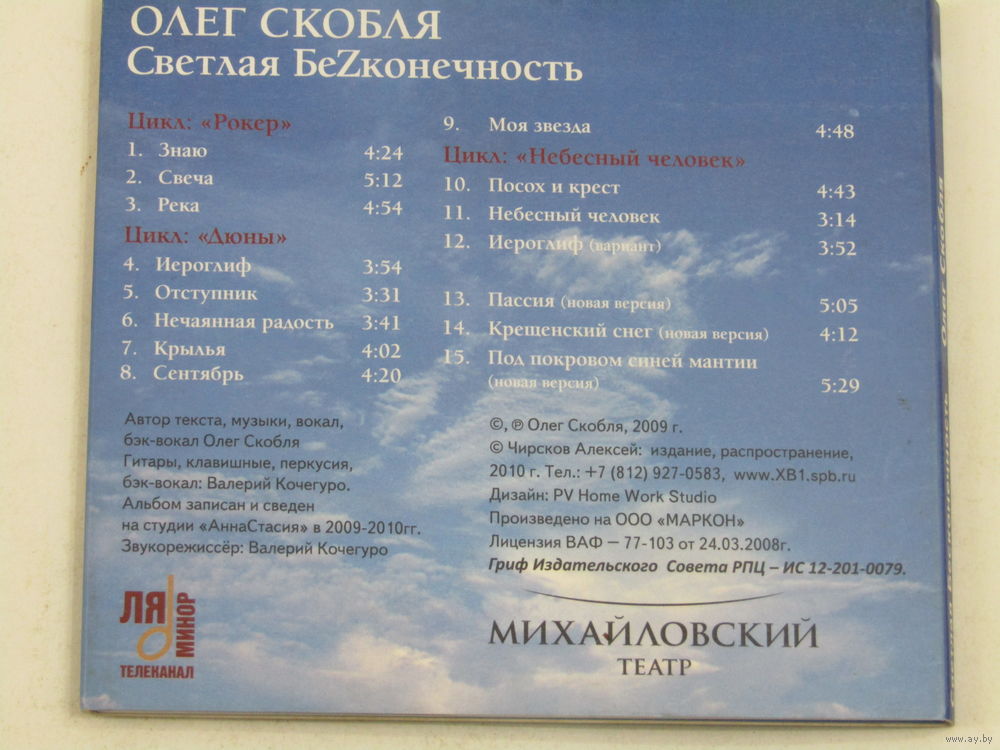 ОЛЕГ СКОБЛЯ
Светлая БеZконечность
Цикл: «Рокер»
1. Знаю 4:24
2. Свеча 5:12
3. Река 4:54
Цикл: «Дюны»
4. Иероглиф 3:54
5. Отступник 3:31
6. Нечаянная радость 3:41
7. Крылья 4:02
8. Сентябрь 4:20
9. Моя звезда 4:48
Цикл: «Небесный человек»
10. Посох и крест 4:43
11. Небесный человек 3:14
12. Иероглиф (вариант) 3:52
13. Пассия (новая версия) 5:05
14. Крещенский снег (новая версия) 4:12
15. Под покровом синей мантии
(новая версия) 5:29
Автор текста, музыки, вокал,
бэк-вокал Олег Скобля
Гитары, клавишные, перкусия,
бэк-вокал: Валерий Кочегуро.
Альбом записан и сведен
на студии «АннаСтасия» в 2009-2010гг.
Звукорежиссёр: Валерий Кочегуро
©, ℗ Олег Скобля, 2009 г.
© Чирсков Алексей: издание, распространение,
2010 г. Тел.: +7 (812) 927-0583, www.XB1.spb.ru
Дизайн: PV Home Work Studio
Произведено на ООО «МАРКОН»
Лицензия ВАФ – 77-103 от 24.03.2008г.
Гриф Издательского Совета РПЦ – ИС 12-201-0079.
ЛЯ
МИНОР
ТЕЛЕКАНАЛ
МИХАЙЛОВСКИЙ
ТЕАТР
Олег Скобля
www.ay.by